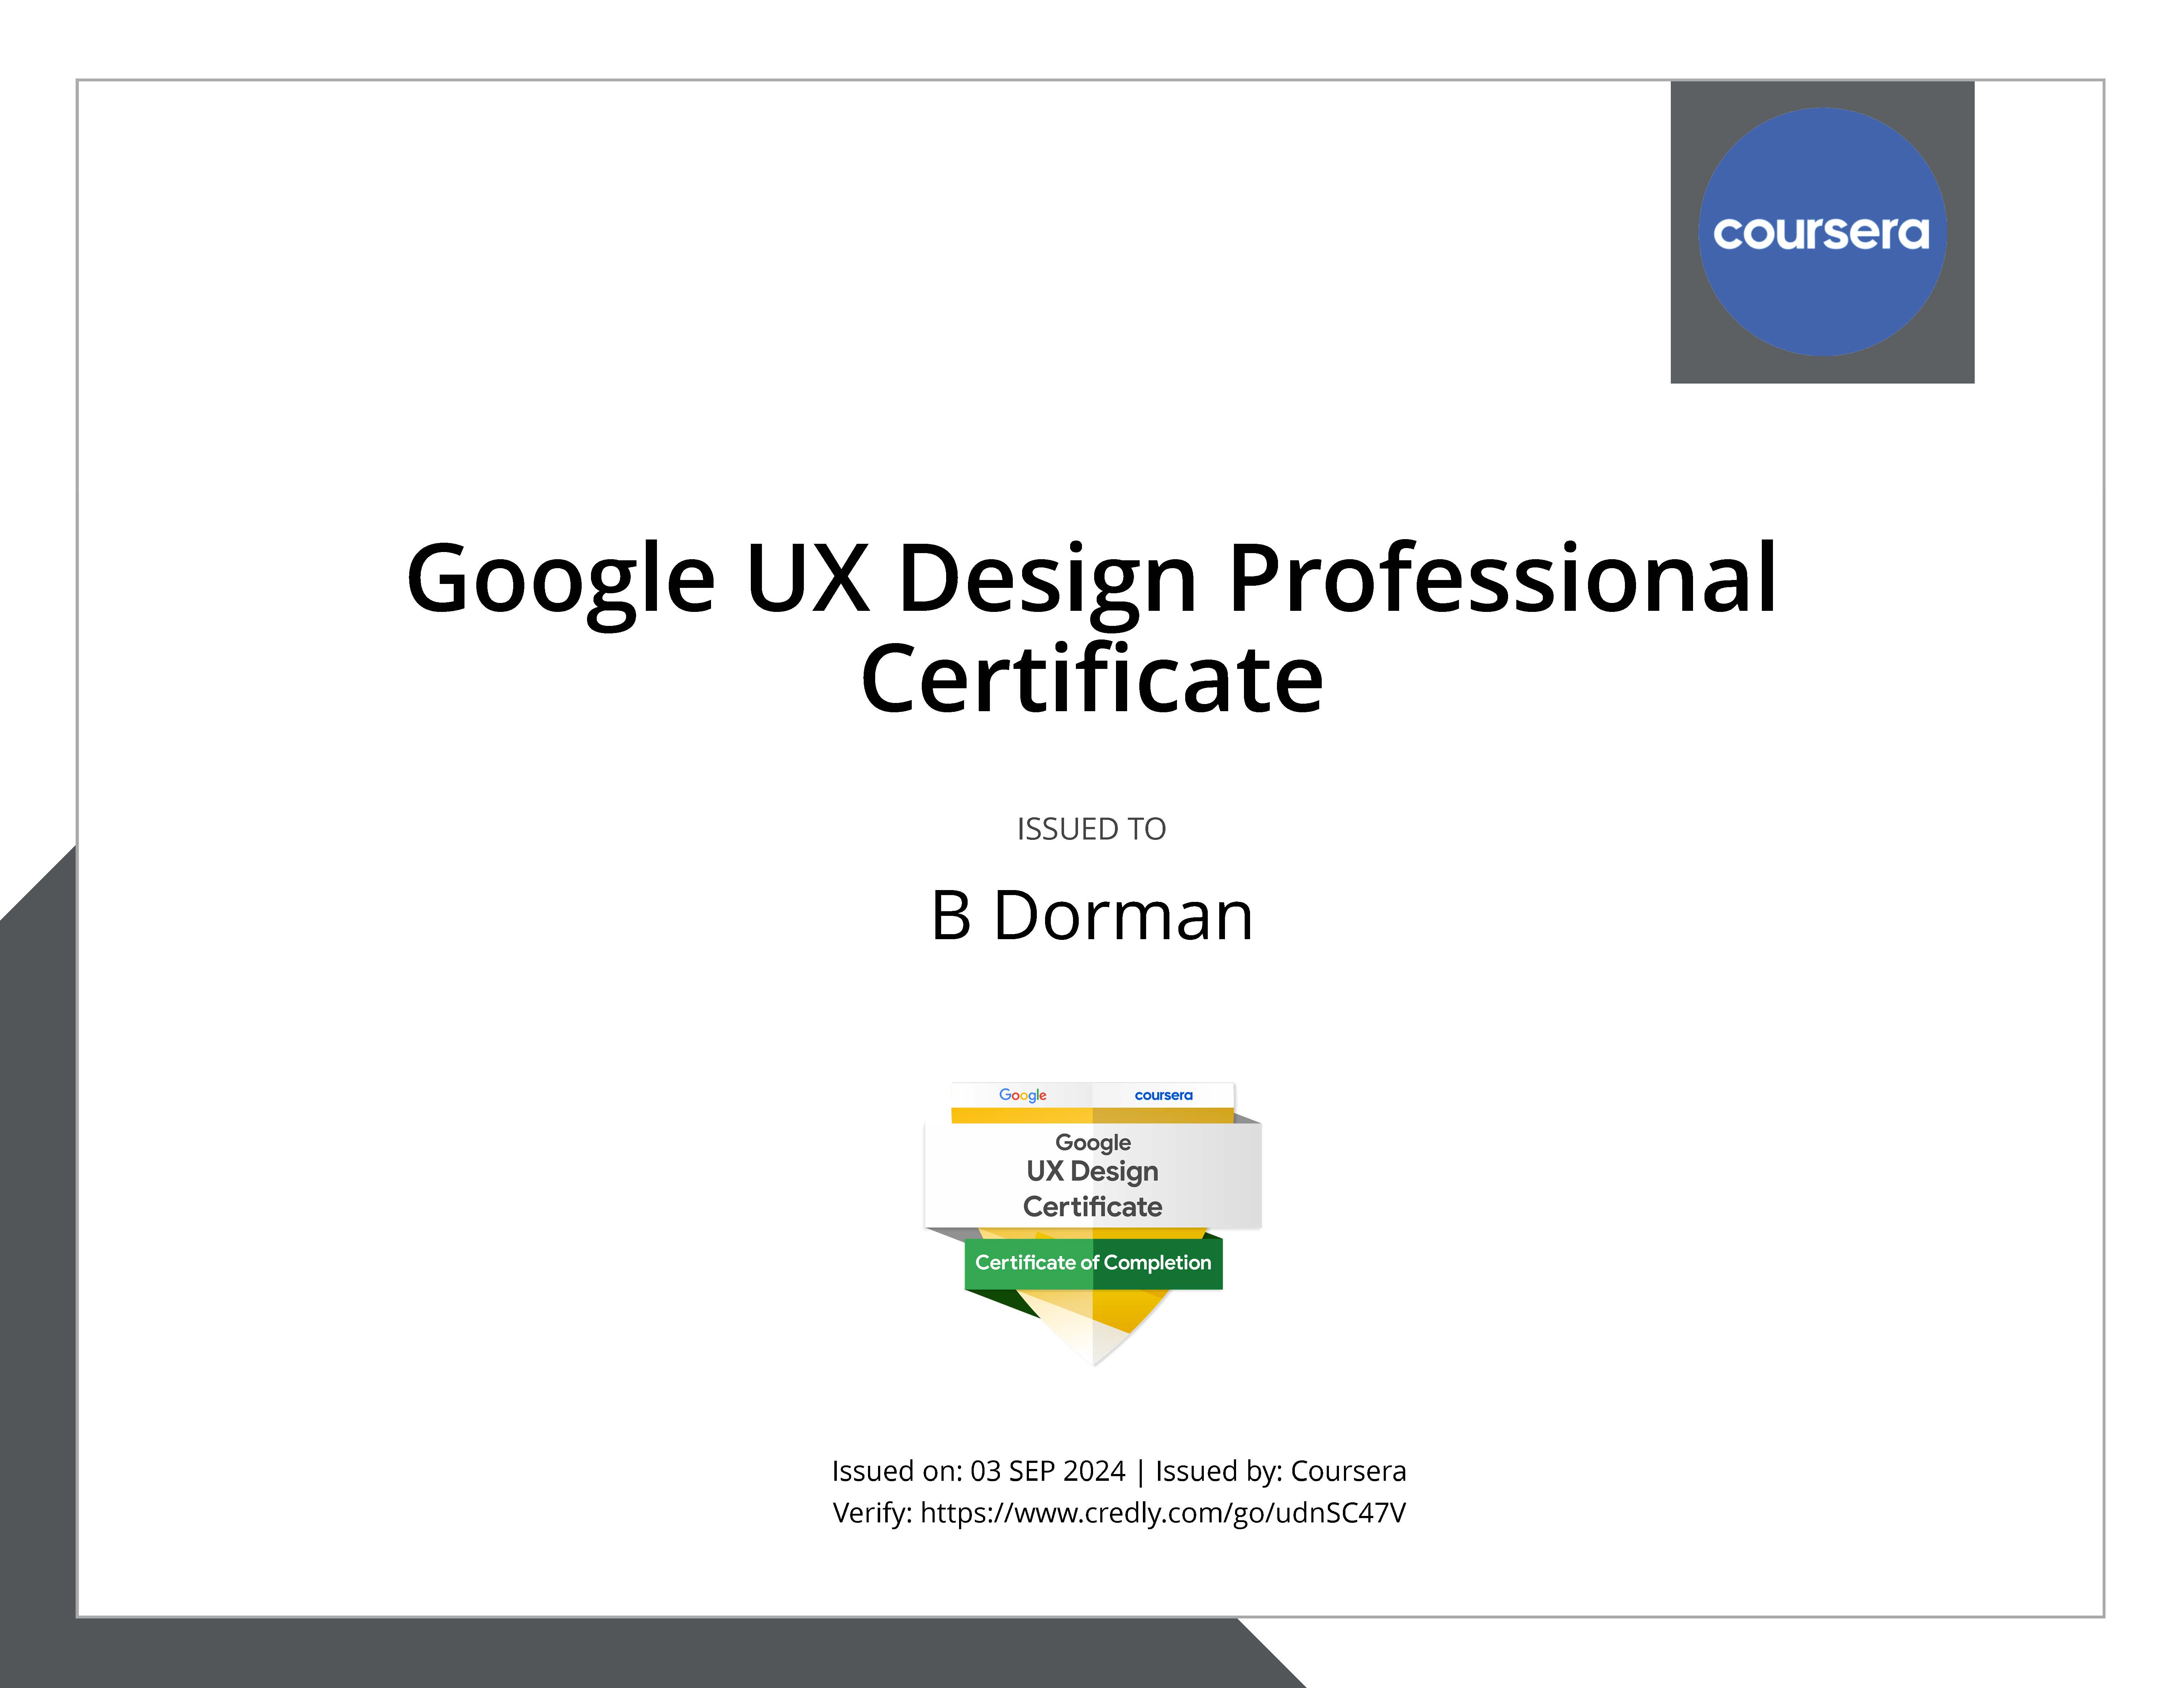 coursera
Google UX Design Professional
Certificate
ISSUED TO
B Dorman
Google coursera
Google
UX Design
Certificate
Certificate of Completion
Issued on: 03 SEP 2024 | Issued by: Coursera
Verify: https://www.credly.com/go/udnSC47V